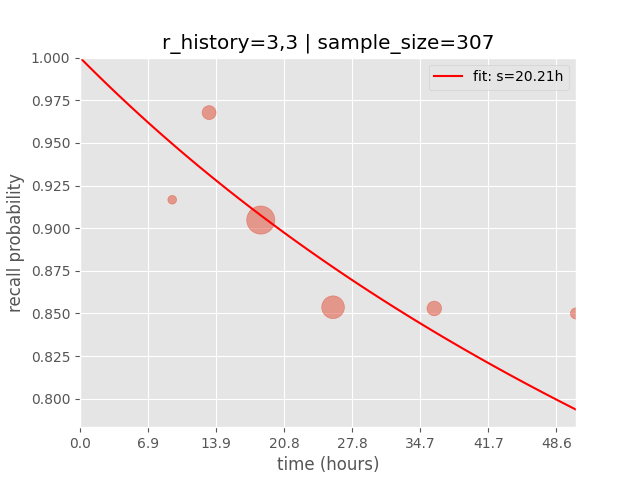 r_history=3,3 | sample_size=307
fit: s=20.21h
1.000
0.975
0.950
0.925
0.900
0.875
0.850
0.825
0.800
recall probability
0.0 6.9 13.9 20.8 27.8 34.7 41.7 48.6
time (hours)